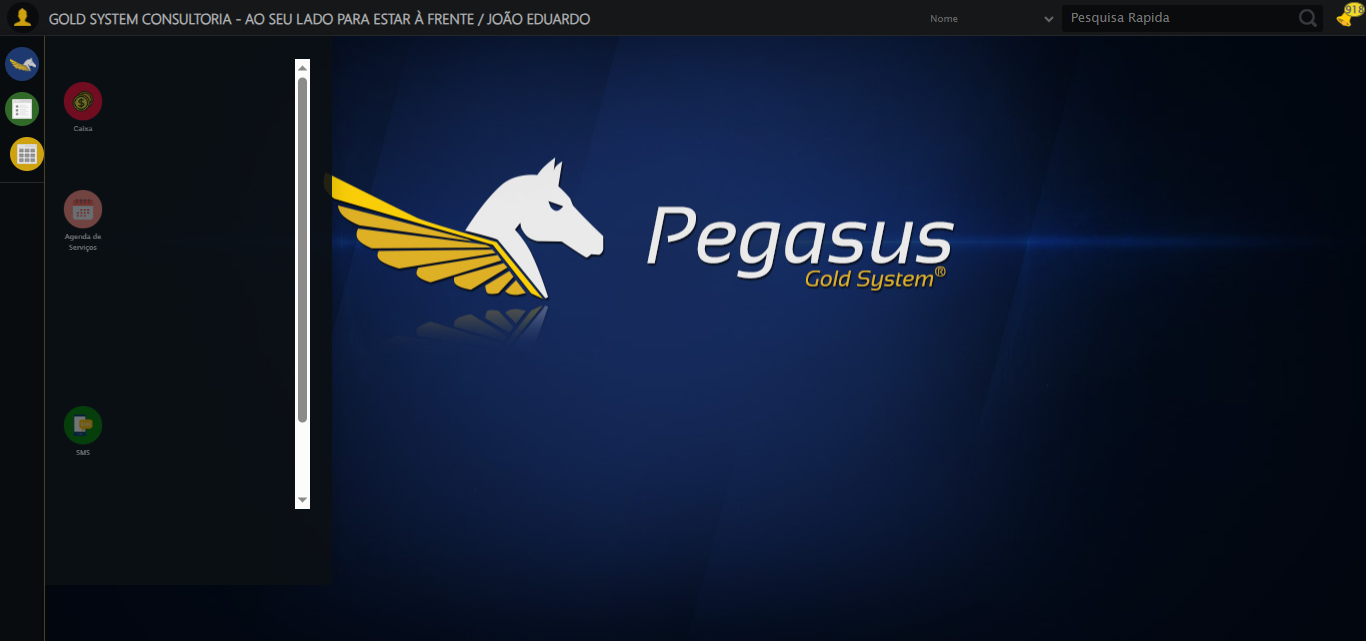 GOLD SYSTEM CONSULTORIA - AO SEU LADO PARA ESTAR À FRENTE / JOÃO EDUARDO
Nome
Pesquisa Rapida
918
Caixa
Agenda de
Serviços
SMS
Pegasus
Gold System®